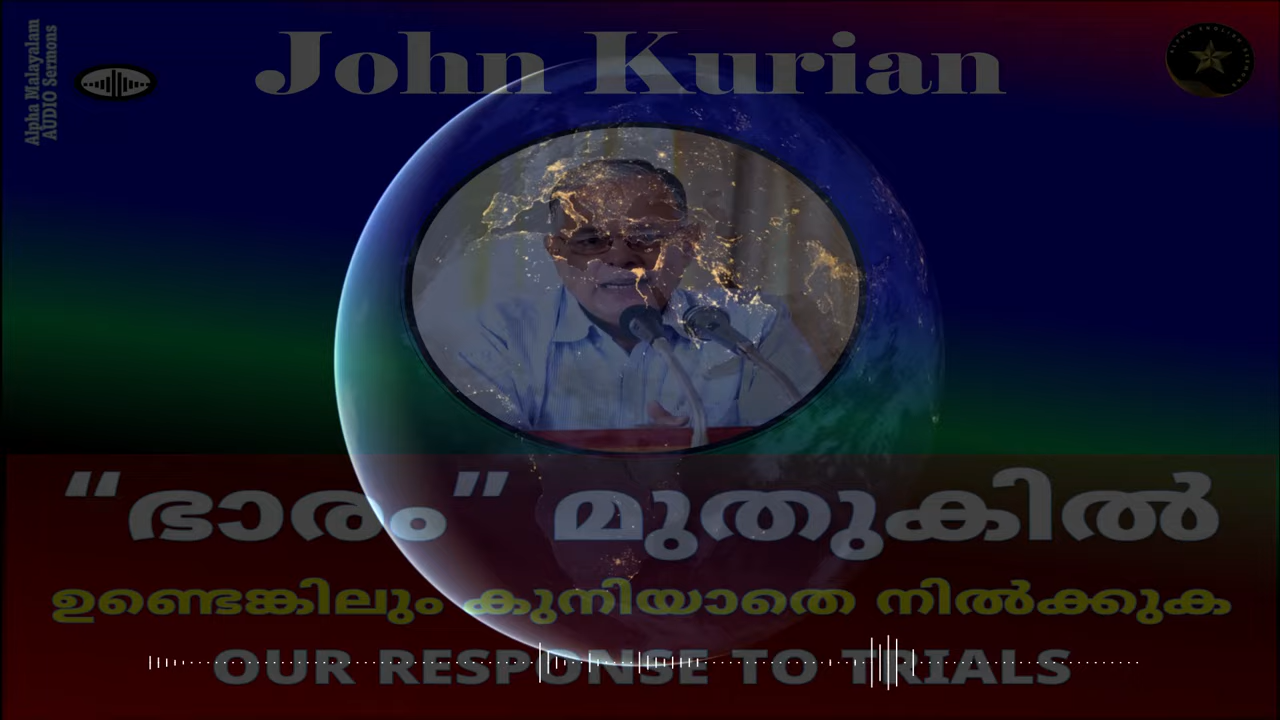 Alpha Malayalam
AUDIO Sermons
John Kurian
“ഭാരം” മുതുകിൽ
ഉണ്ടെങ്കിലും കുനിയാതെ നിൽക്കുക
OUR RESPONSE TO TRIALS